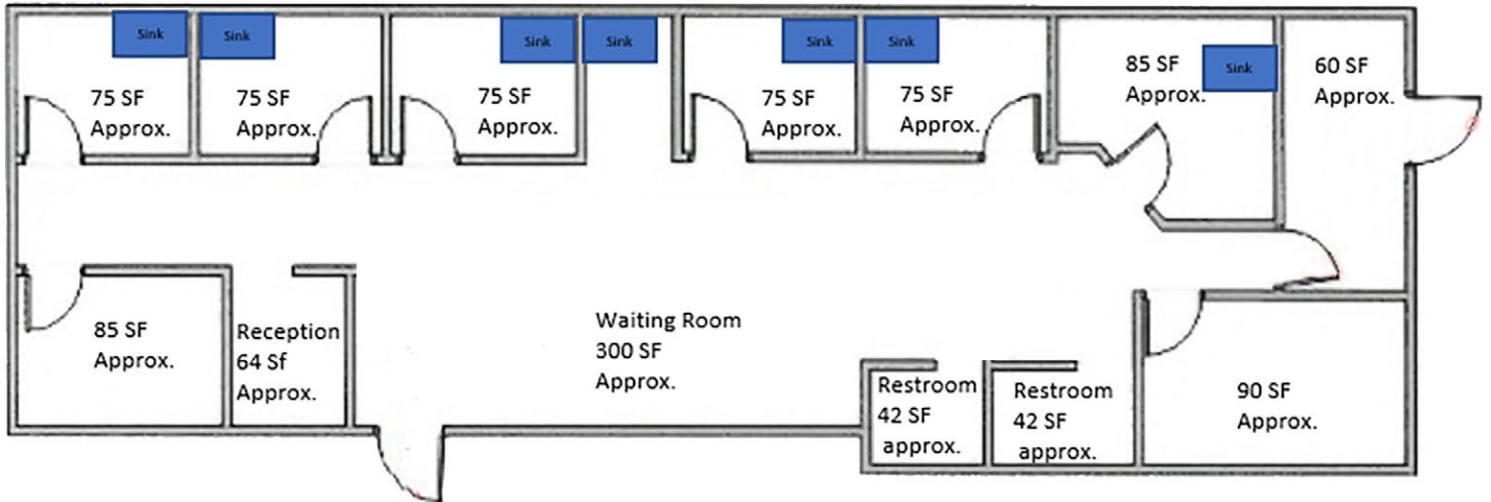 Sink
Sink
Sink
Sink
Sink
Sink
Sink
75 SF
Approx.
75 SF
Approx.
75 SF
Approx.
75 SF
Approx.
75 SF
Approx.
85 SF
Approx.
60 SF
Approx.
85 SF
Approx.
Reception
64 Sf
Approx.
Waiting Room
300 SF
Approx.
Restroom
42 SF
approx.
Restroom
42 SF
approx.
90 SF
Approx.